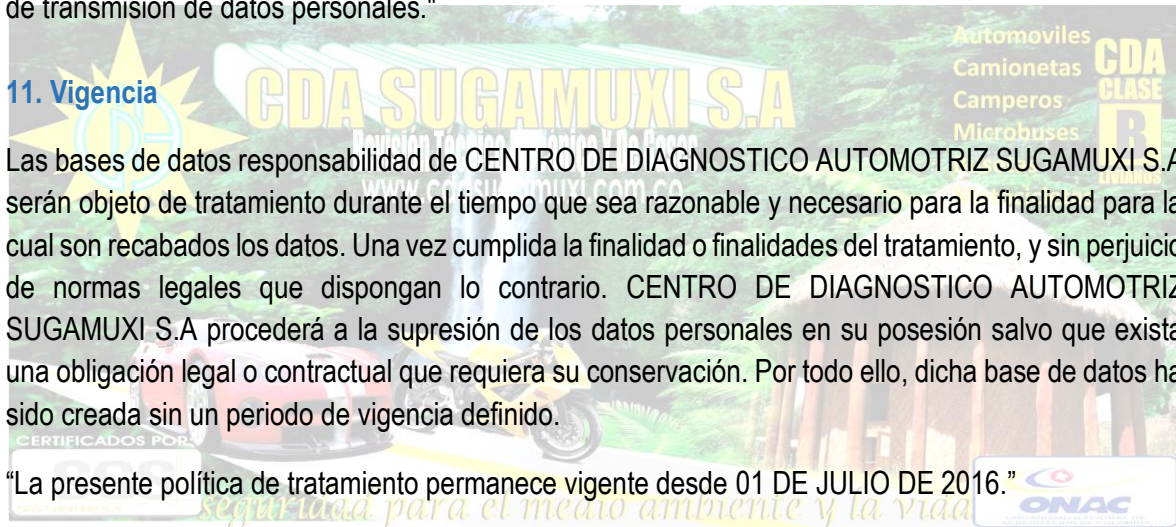 de transmisión de datos personales."
Automoviles
Camionetas
Camperos
Microbuses
CDA
CLASE
B
LIVIANOS
CDA SUGAMUXI S.A
11. Vigencia
Las bases de datos responsabilidad de CENTRO DE DIAGNOSTICO AUTOMOTRIZ SUGAMUXI S.A
www.cdasugamuxi.com.co
serán objeto de tratamiento durante el tiempo que sea razonable y necesario para la finalidad para la
cual son recabados los datos. Una vez cumplida la finalidad o finalidades del tratamiento, y sin perjuicio
de normas legales que dispongan lo contrario. CENTRO DE DIAGNOSTICO AUTOMOTRIZ
SUGAMUXI S.A procederá a la supresión de los datos personales en su posesión salvo que exista
una obligación legal o contractual que requiera su conservación. Por todo ello, dicha base de datos ha
sido creada sin un periodo de vigencia definido.
CERTIFICADOS POR:
“La presente política de tratamiento permanece vigente desde 01 DE JULIO DE 2016.”
seguridad para el medio ambiente y la vida
ONAC